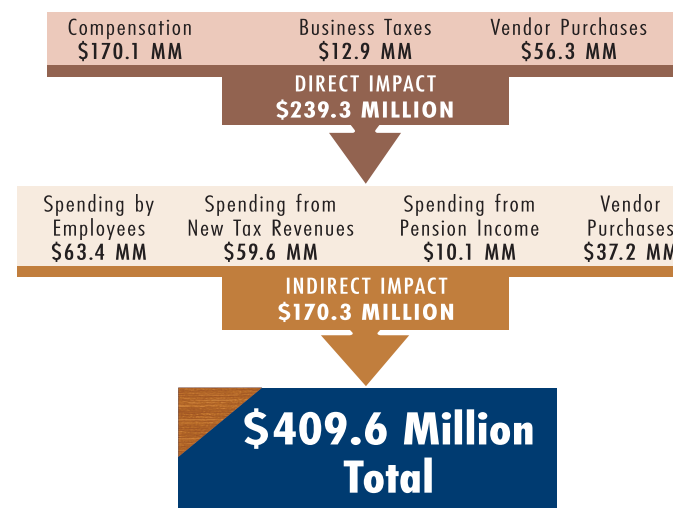 Compensation
$170.1 MM
Business Taxes
$12.9 MM
Vendor Purchases
$56.3 MM
DIRECT IMPACT
$239.3 MILLION
Spending by
Employees
$63.4 MM
Spending from
New Tax Revenues
$59.6 MM
Spending from
Pension Income
$10.1 MM
Vendor
Purchases
$37.2 MM
INDIRECT IMPACT
$170.3 MILLION
$409.6 Million
Total